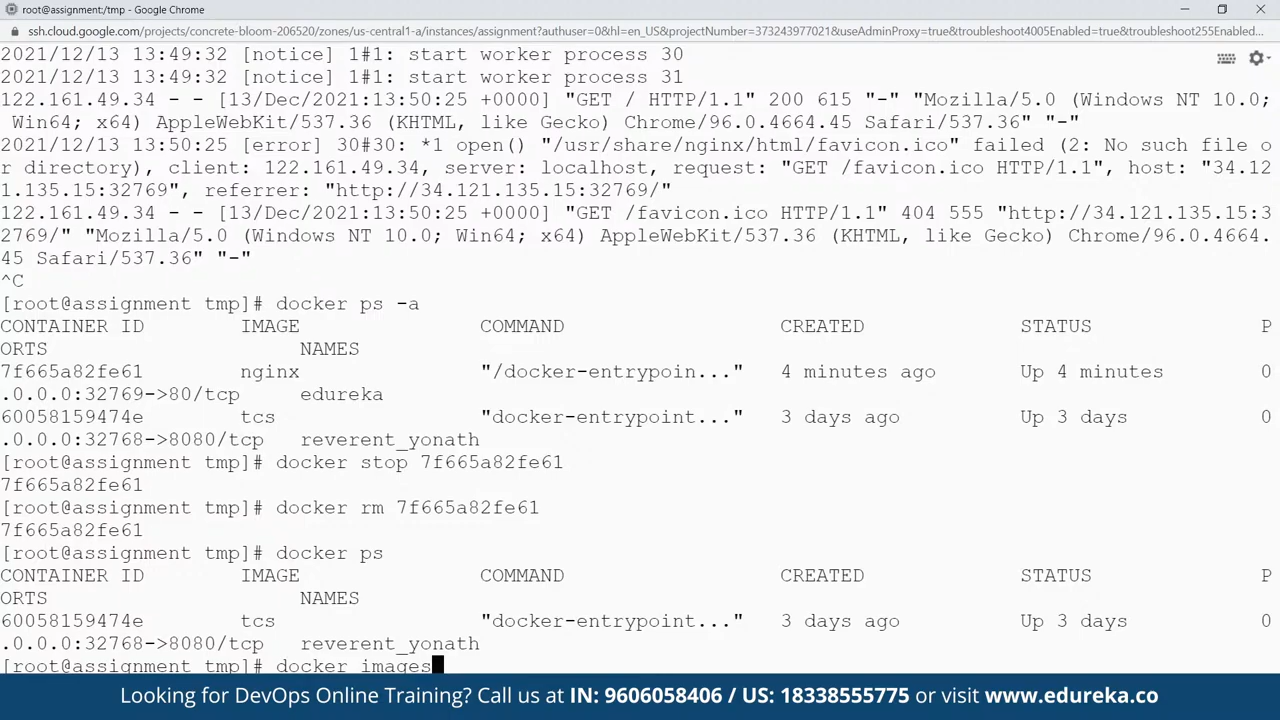 root@assignment:/tmp - Google Chrome
ssh.cloud.google.com/projects/concrete-bloom-206520/zones/us-central1-a/instances/assignment?authuser=0&hl=en_US&projectNumber=373243977021&useAdminProxy=true&troubleshoot4005Enabled=true&troubleshoot255Enabled...
2021/12/13 13:49:32 [notice] 1#1: start worker process 30
2021/12/13 13:49:32 [notice] 1#1: start worker process 31
122.161.49.34 - - [13/Dec/2021:13:50:25 +0000] "GET / HTTP/1.1" 200 615 "-" "Mozilla/5.0 (Windows NT 10.0;
Win64; x64) AppleWebKit/537.36 (KHTML, like Gecko) Chrome/96.0.4664.45 Safari/537.36" "-"
2021/12/13 13:50:25 [error] 30#30: *1 open() "/usr/share/nginx/html/favicon.ico" failed (2: No such file o
r directory), client: 122.161.49.34, server: localhost, request: "GET /favicon.ico HTTP/1.1", host: "34.12
1.135.15:32769", referrer: "http://34.121.135.15:32769/"
122.161.49.34 - - [13/Dec/2021:13:50:25 +0000] "GET /favicon.ico HTTP/1.1" 404 555 "http://34.121.135.15:3
2769/" "Mozilla/5.0 (Windows NT 10.0; Win64; x64) AppleWebKit/537.36 (KHTML, like Gecko) Chrome/96.0.4664.
45 Safari/537.36" "-"
^C
[root@assignment tmp]# docker ps -a
CONTAINER ID IMAGE COMMAND CREATED STATUS P
ORTS NAMES
7f665a82fe61 nginx "/docker-entrypoin..." 4 minutes ago Up 4 minutes 0
.0.0.0:32769->80/tcp edureka
60058159474e tcs "docker-entrypoint..." 3 days ago Up 3 days 0
.0.0.0:32768->8080/tcp reverent_yonath
[root@assignment tmp]# docker stop 7f665a82fe61
7f665a82fe61
[root@assignment tmp]# docker rm 7f665a82fe61
7f665a82fe61
[root@assignment tmp]# docker ps
CONTAINER ID IMAGE COMMAND CREATED STATUS P
ORTS NAMES
60058159474e tcs "docker-entrypoint..." 3 days ago Up 3 days 0
.0.0.0:32768->8080/tcp reverent_yonath
[root@assignment tmp]# docker images
Looking for DevOps Online Training? Call us at IN: 9606058406 / US: 18338555775 or visit www.edureka.co